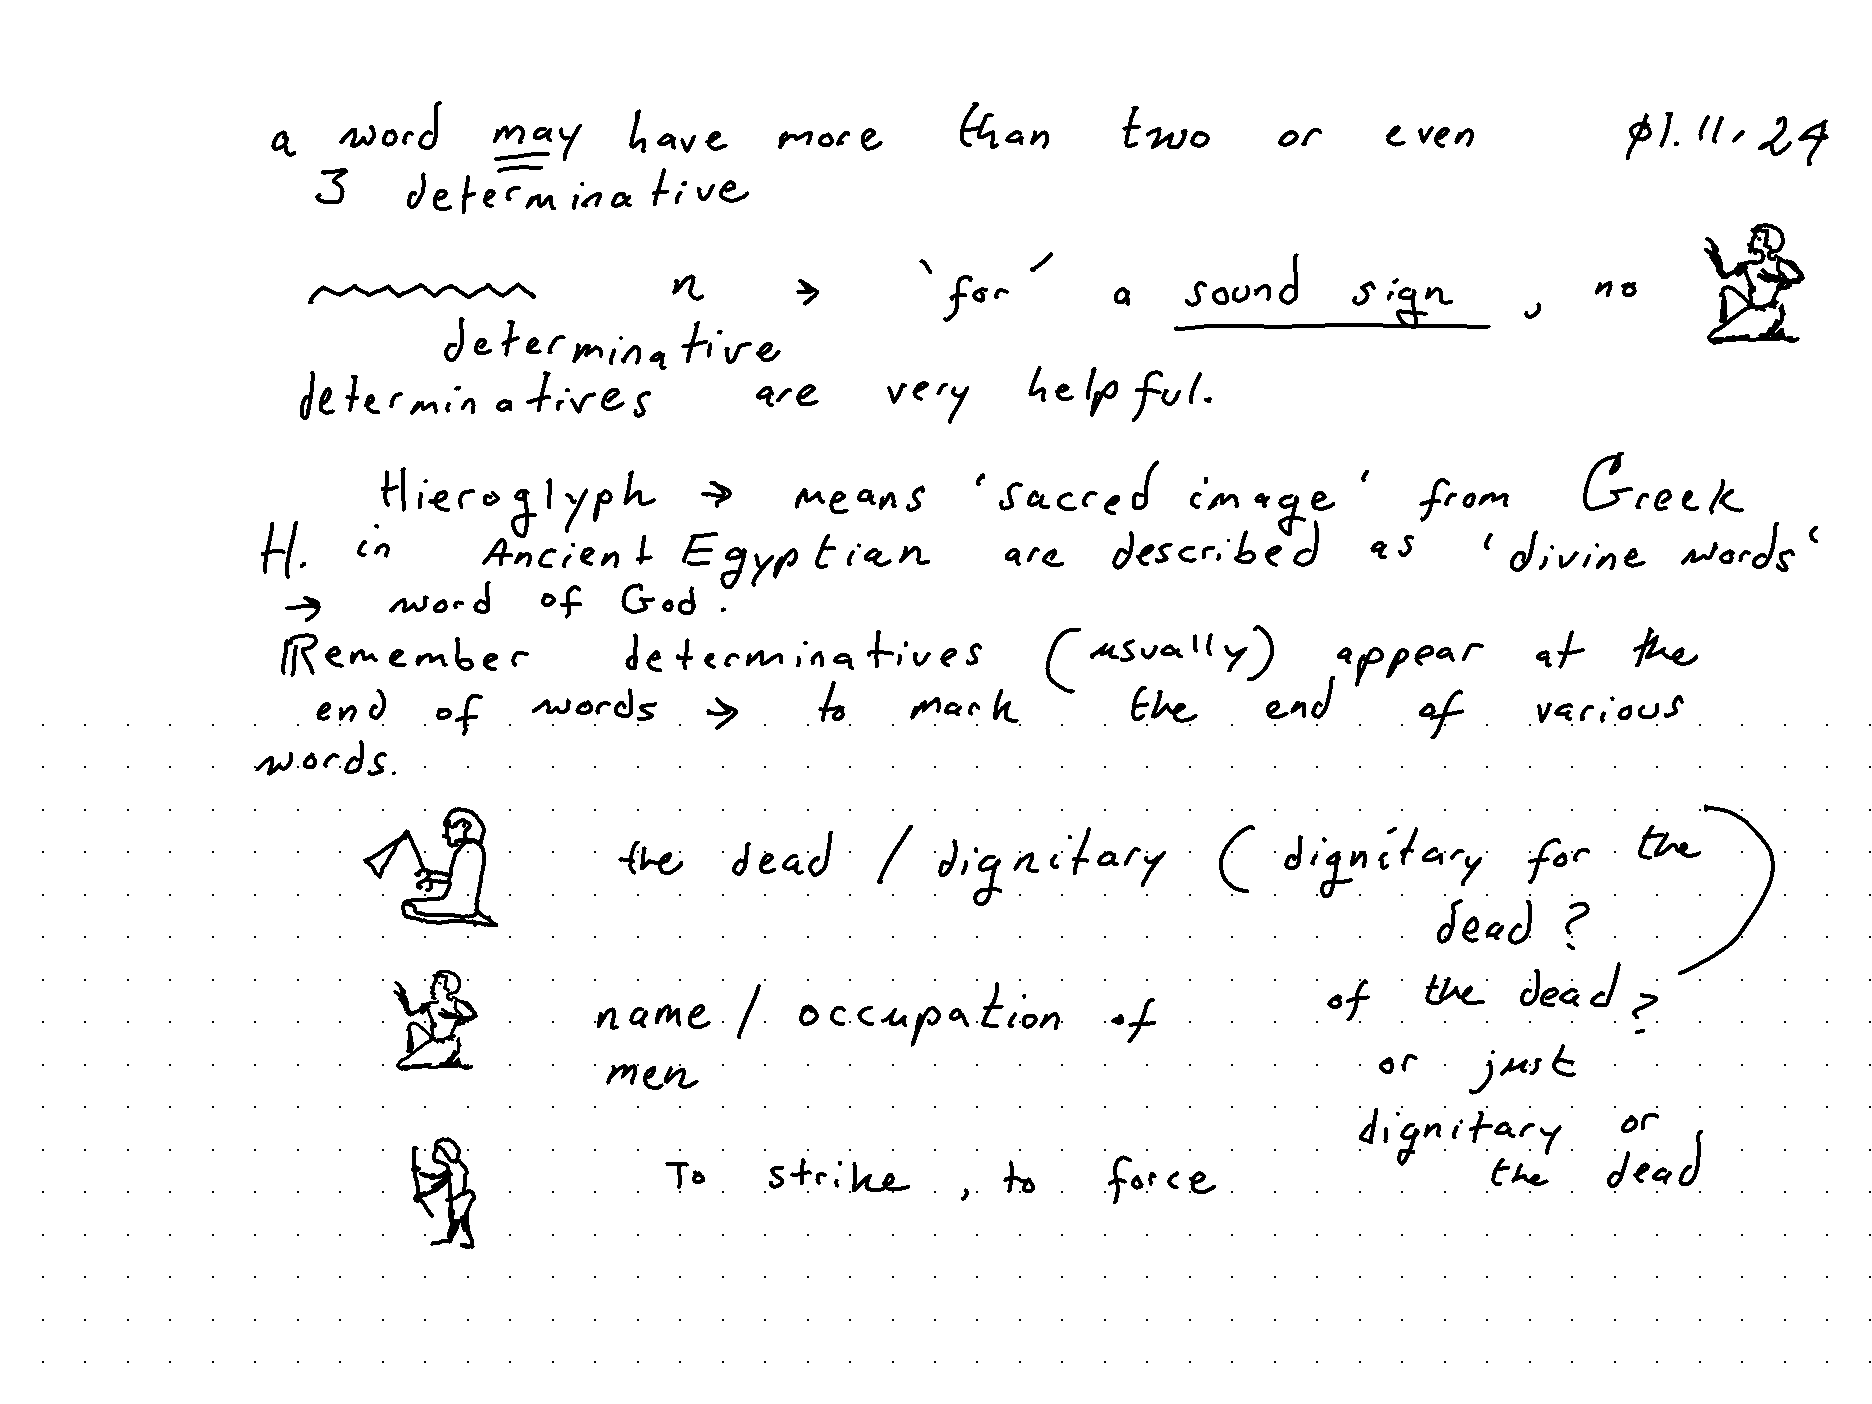 a word may have more than two or even ø1.11.24
3 determinative
n → `for´ a sound sign, no
determinative
determinatives are very helpful.
Hieroglyph → means 'sacred image' from Greek
H. in Ancient Egyptian are described as 'divine words'
→ word of God.
Remember determinatives (usually) appear at the
end of words → to mark the end of various
words.
the dead / dignitary (dignitary for the
dead?
of the dead?)
name / occupation of
men
or just
dignitary or
the dead
To strike, to force